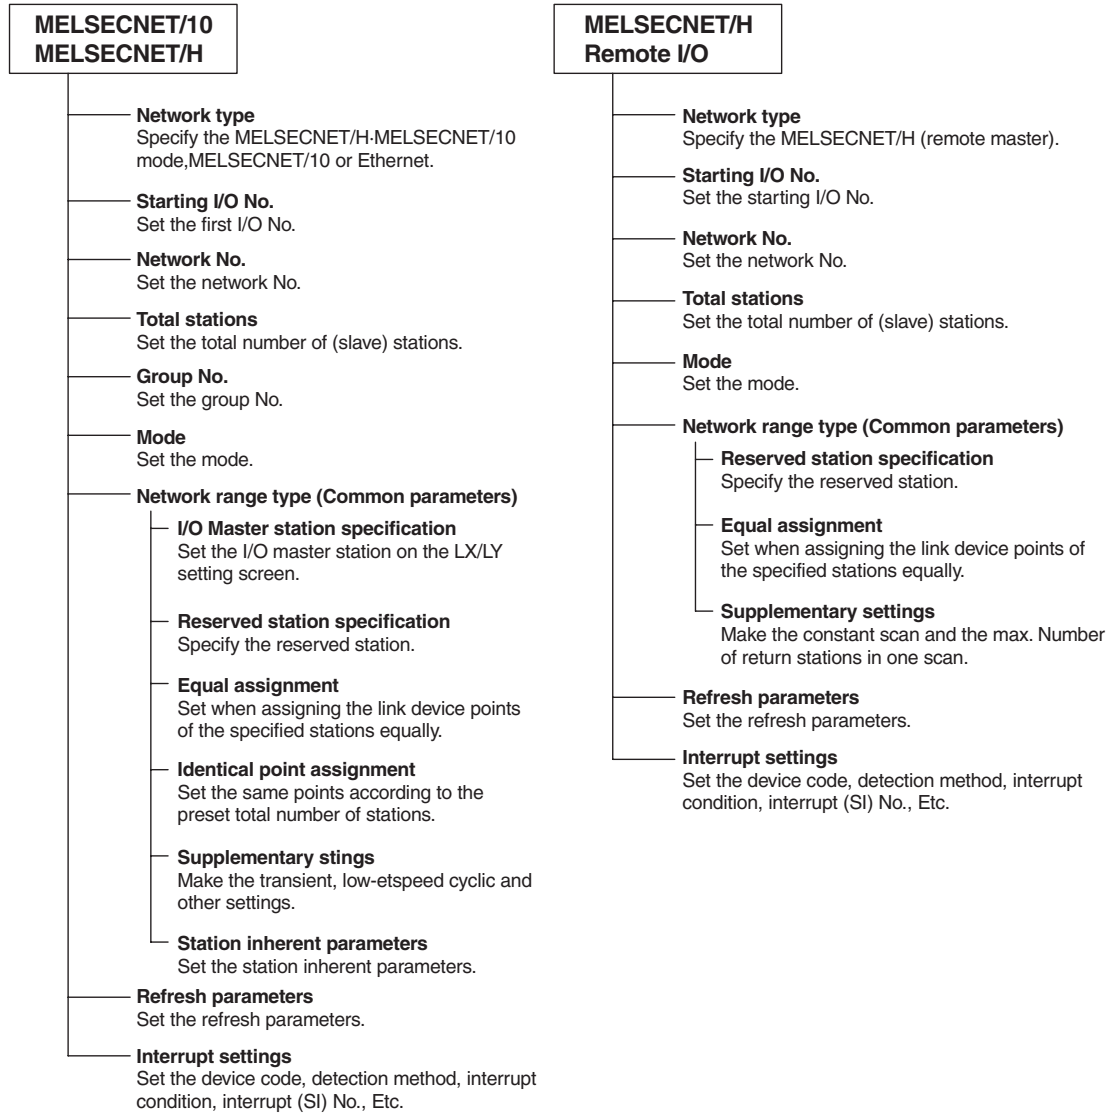 MELSECNET/10
MELSECNET/H
Network type
Specify the MELSECNET/H·MELSECNET/10
mode,MELSECNET/10 or Ethernet.
Starting I/O No.
Set the first I/O No.
Network No.
Set the network No.
Total stations
Set the total number of (slave) stations.
Group No.
Set the group No.
Mode
Set the mode.
Network range type (Common parameters)
I/O Master station specification
Set the I/O master station on the LX/LY
setting screen.
Reserved station specification
Specify the reserved station.
Equal assignment
Set when assigning the link device points
of the specified stations equally.
Identical point assignment
Set the same points according to the
preset total number of stations.
Supplementary stings
Make the transient, low-etspeed cyclic and
other settings.
Station inherent parameters
Set the station inherent parameters.
Refresh parameters
Set the refresh parameters.
Interrupt settings
Set the device code, detection method, interrupt
condition, interrupt (SI) No., Etc.
MELSECNET/H
Remote I/O
Network type
Specify the MELSECNET/H (remote master).
Starting I/O No.
Set the starting I/O No.
Network No.
Set the network No.
Total stations
Set the total number of (slave) stations.
Mode
Set the mode.
Network range type (Common parameters)
Reserved station specification
Specify the reserved station.
Equal assignment
Set when assigning the link device points of
the specified stations equally.
Supplementary settings
Make the constant scan and the max. Number
of return stations in one scan.
Refresh parameters
Set the refresh parameters.
Interrupt settings
Set the device code, detection method, interrupt
condition, interrupt (SI) No., Etc.